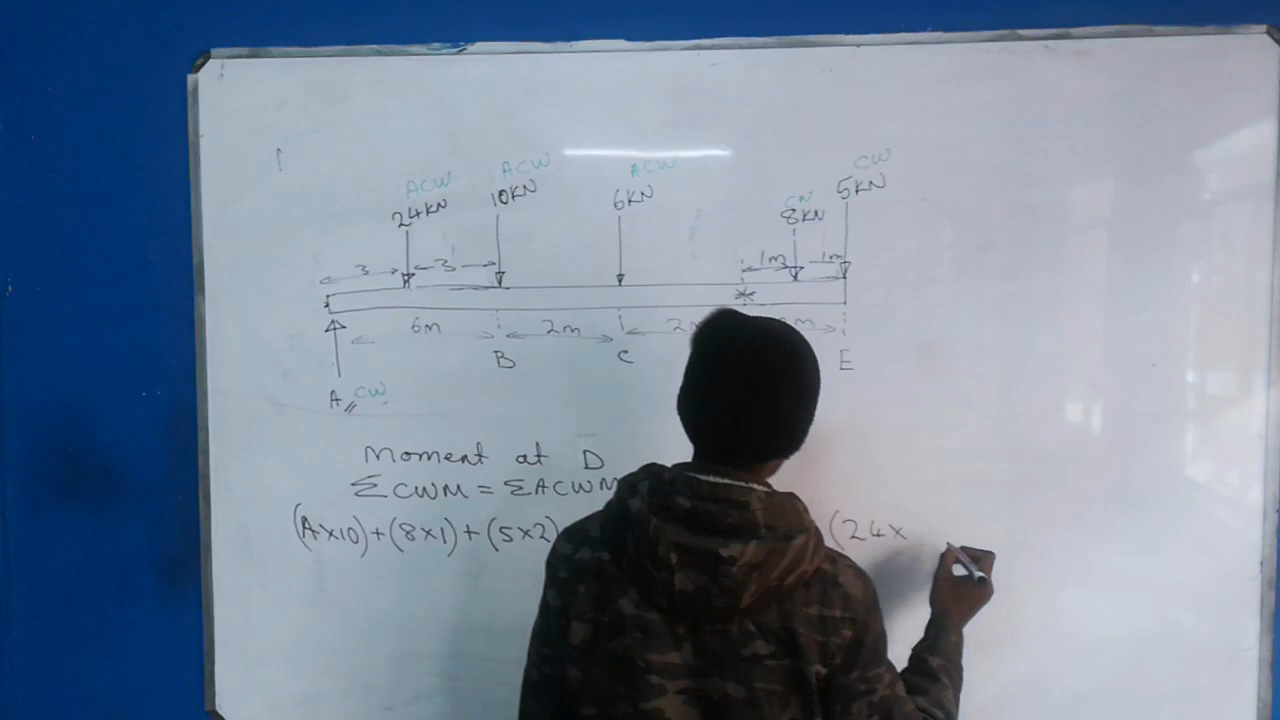 1
ACW ACW ACW CW CW
24KN 10KN 6KN 8KN 5KN
3 3 1m 1m
6m 2m
B C E
A CW
Moment at D
ΣCWM = ΣACWM
(A×10)+(8×1)+(5×2) (24×